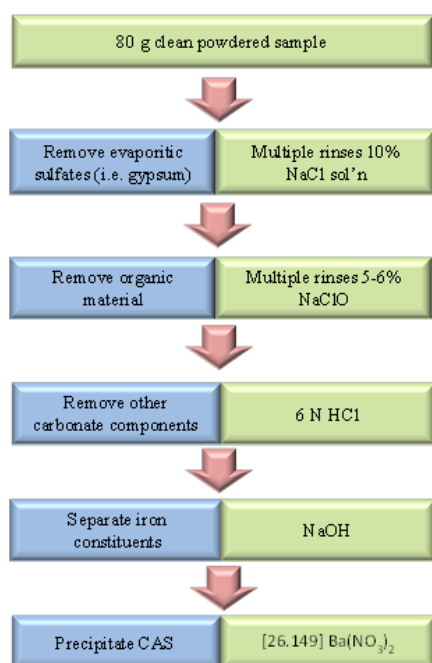 80 g clean powdered sample
Remove evaporitic
sulfates (i.e. gypsum)
Multiple rinses 10%
NaCl sol'n
Remove organic
material
Multiple rinses 5-6%
NaClO
Remove other
carbonate components
6 N HCl
Separate iron
constituents
NaOH
Precipitate CAS
[26.149] Ba(NO₃)₂